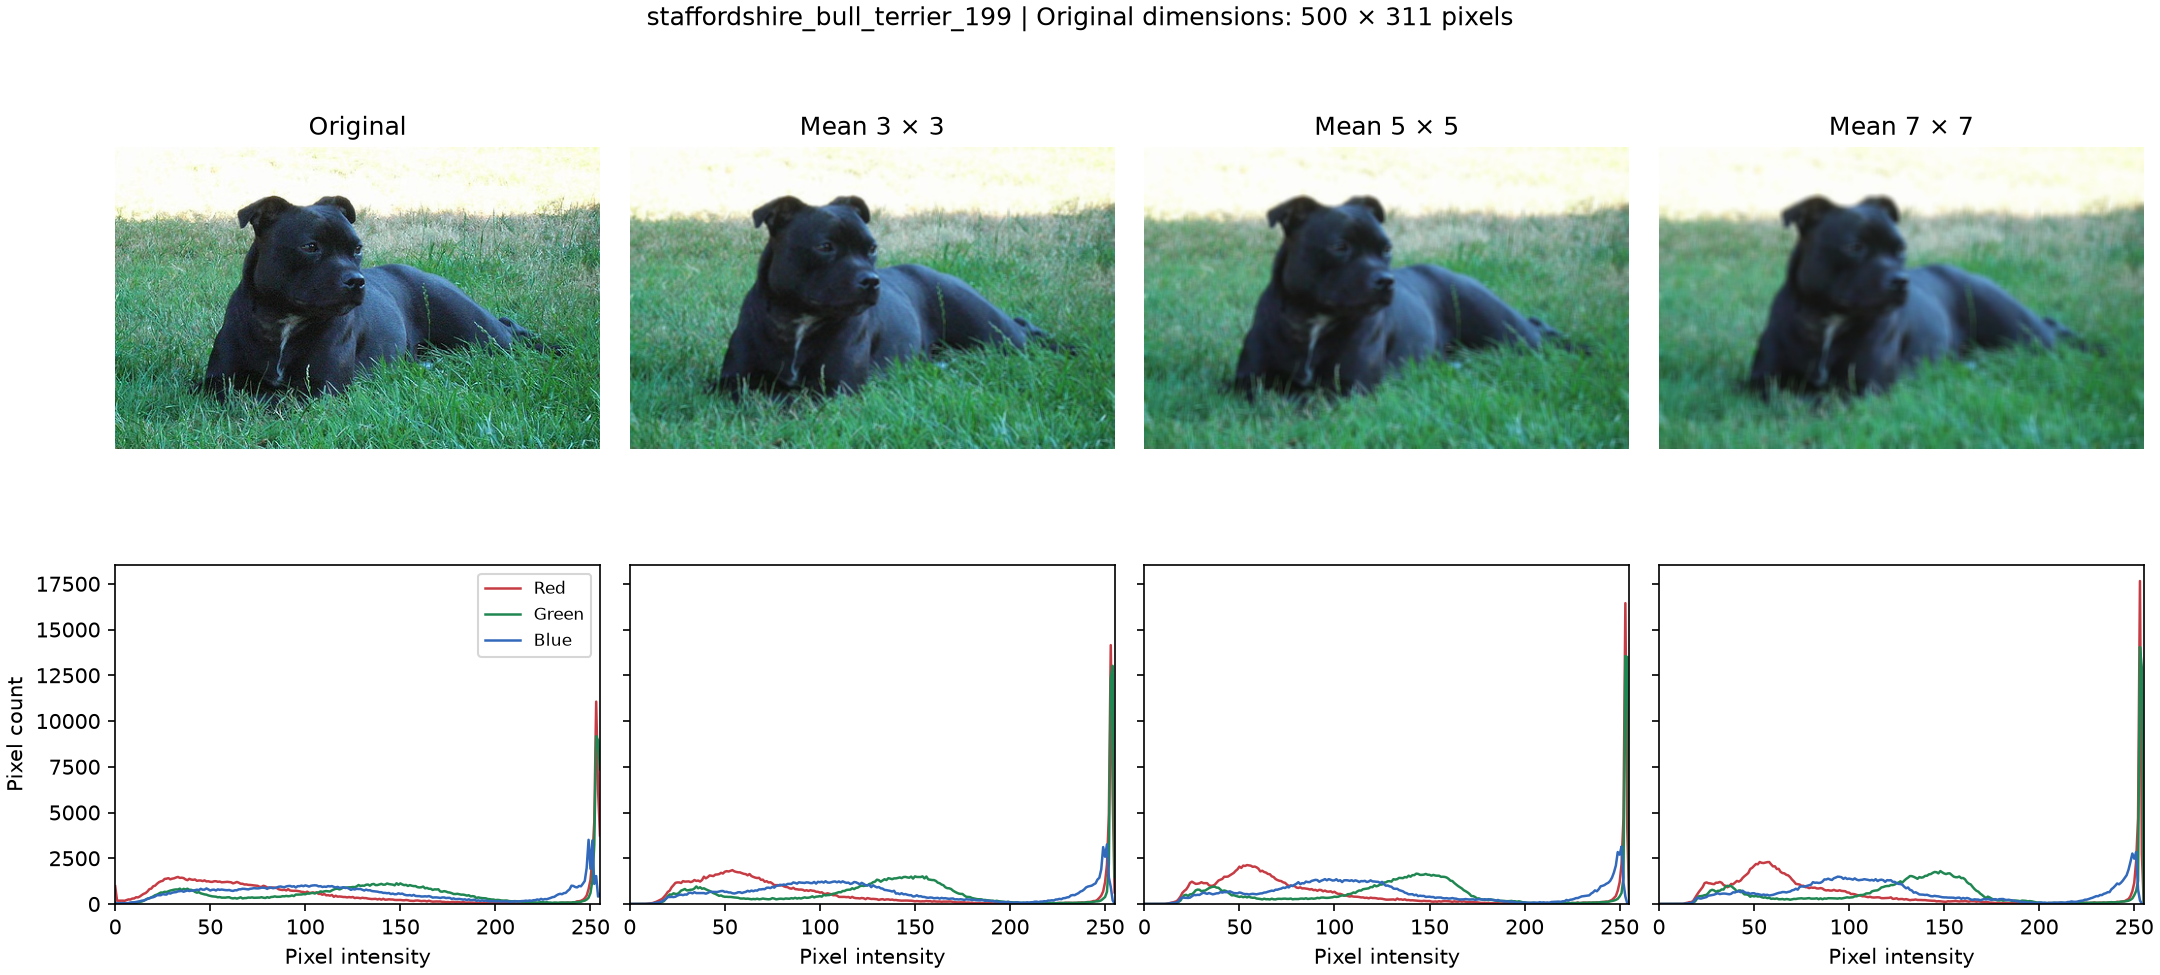 staffordshire_bull_terrier_199 | Original dimensions: 500 × 311 pixels
Original
Mean 3 × 3
Mean 5 × 5
Mean 7 × 7
Pixel count
17500
15000
12500
10000
7500
5000
2500
0
Red
Green
Blue
0 50 100 150 200 250
0 50 100 150 200 250
0 50 100 150 200 250
0 50 100 150 200 250
Pixel intensity
Pixel intensity
Pixel intensity
Pixel intensity